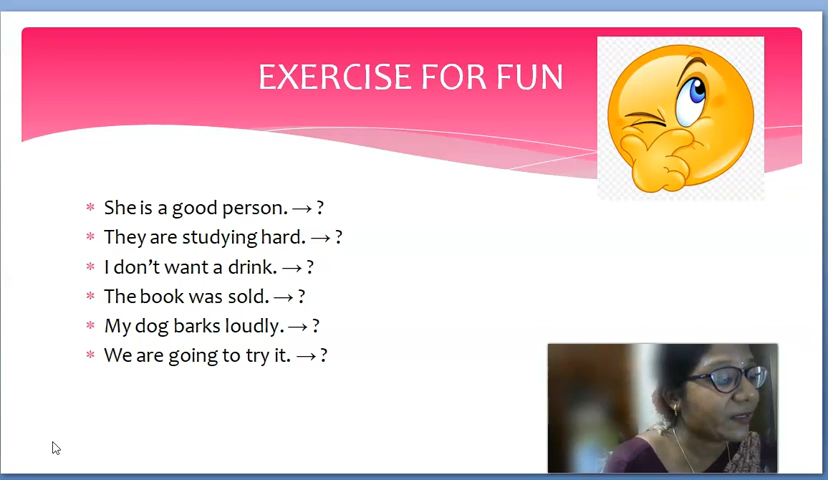 EXERCISE FOR FUN
She is a good person. → ?
They are studying hard. → ?
I don’t want a drink. → ?
The book was sold. → ?
My dog barks loudly. → ?
We are going to try it. → ?